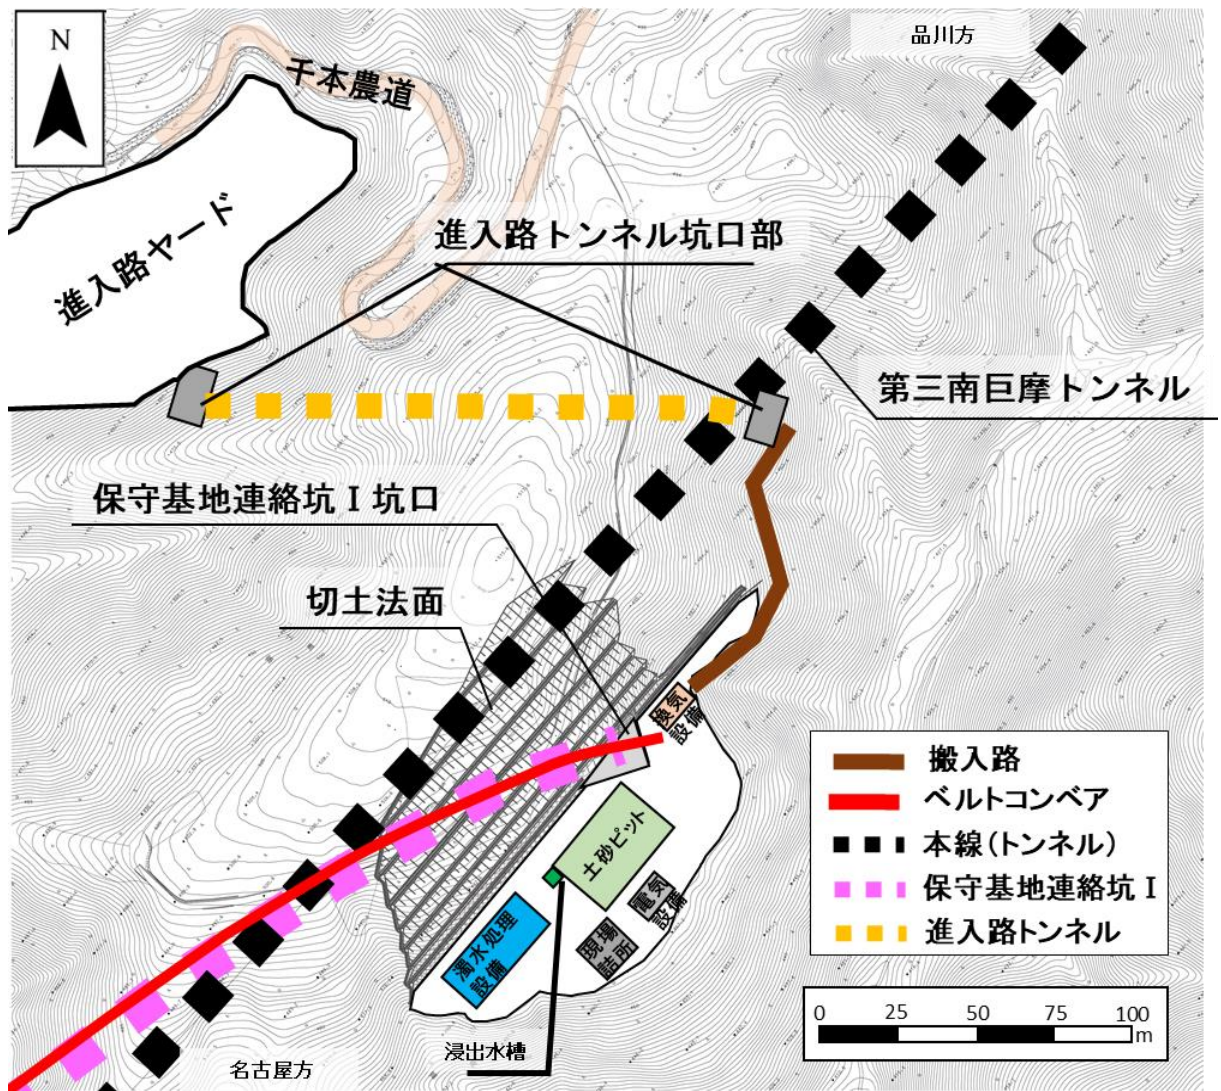 N
品川方
千本農道
進入路ヤード
進入路トンネル坑口部
第三南巨摩トンネル
保守基地連絡坑Ⅰ坑口
切土法面
換気
設備
土砂ピット
電気
設備
現場
詰所
濁水処理
設備
浸出水槽
名古屋方
搬入路
ベルトコンベア
本線(トンネル)
保守基地連絡坑Ⅰ
進入路トンネル
0 25 50 75 100
m